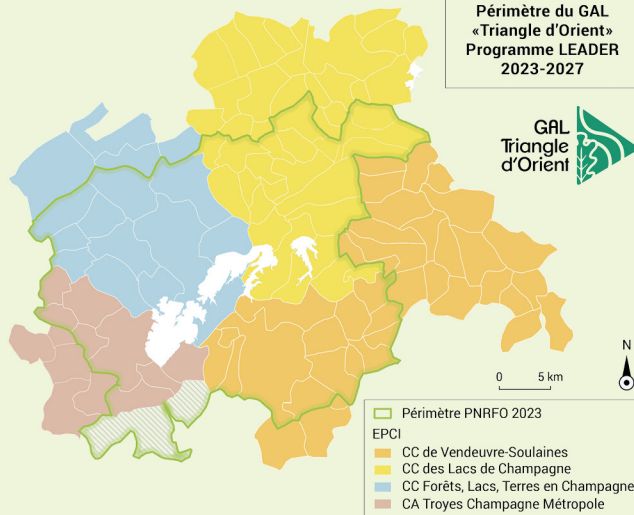 Périmètre du GAL
«Triangle d'Orient»
Programme LEADER
2023-2027
GAL
Triangle
d'Orient
N
0 5 km
Périmètre PNRFO 2023
EPCI
CC de Vendeuvre-Soulaines
CC des Lacs de Champagne
CC Forêts, Lacs, Terres en Champagne
CA Troyes Champagne Métropole